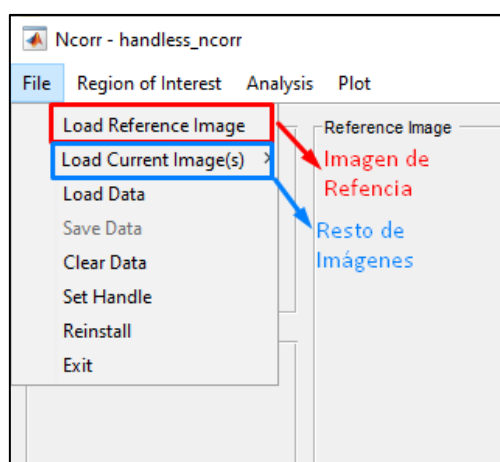 Ncorr - handless_ncorr
File Region of Interest Analysis Plot
Load Reference Image
Load Current Image(s) >
Load Data
Save Data
Clear Data
Set Handle
Reinstall
Exit
Reference Image
Imagen de
Refencia
Resto de
Imágenes